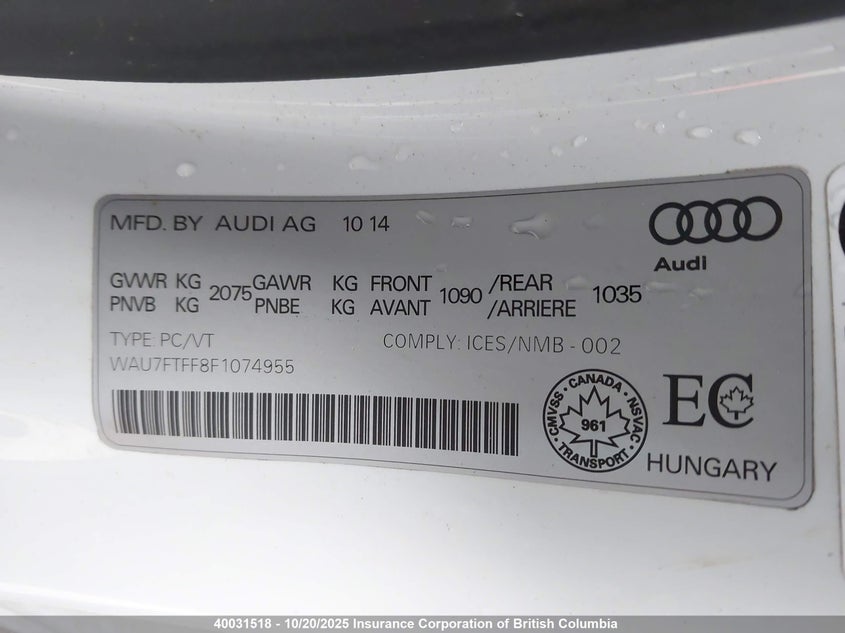 MFD. BY AUDI AG 10 14
Audi
GVWR KG 2075 GAWR KG FRONT 1090 /REAR 1035
PNVB KG PNBE KG AVANT /ARRIERE
TYPE: PC/VT COMPLY: ICES/NMB - 002
WAU7FTFF8F1074955
CMVSS · CANADA · NSVAC · TRANSPORT ·
961
EC
HUNGARY
40031518 - 10/20/2025 Insurance Corporation of British Columbia